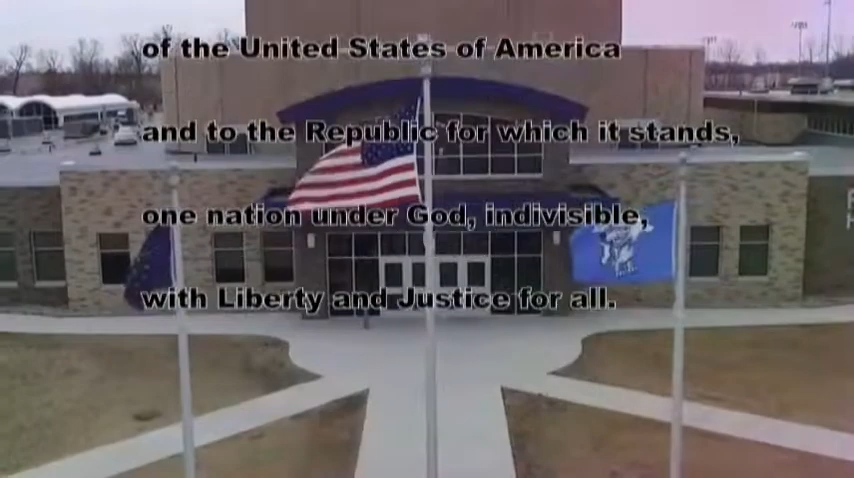 of the United States of America
and to the Republic for which it stands,
one nation under God, indivisible,
with Liberty and Justice for all.